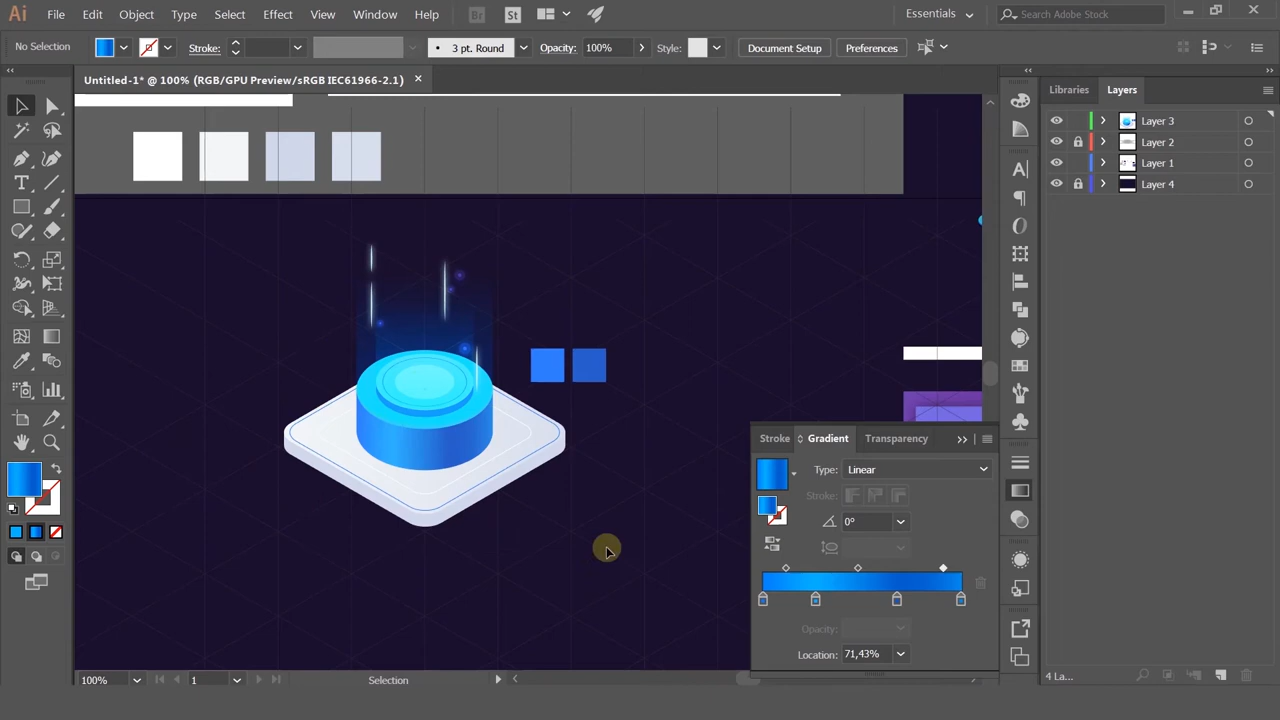 Ai File Edit Object Type Select Effect View Window Help Br St Essentials Search Adobe Stock
No Selection Stroke: 3 pt. Round Opacity: 100% Style: Document Setup Preferences
Untitled-1* @ 100% (RGB/GPU Preview/sRGB IEC61966-2.1) ×
Libraries Layers
Layer 3
Layer 2
Layer 1
Layer 4
Stroke Gradient Transparency
Type: Linear
Stroke:
0°
Opacity:
Location: 71,43%
100% 1 Selection 4 La...